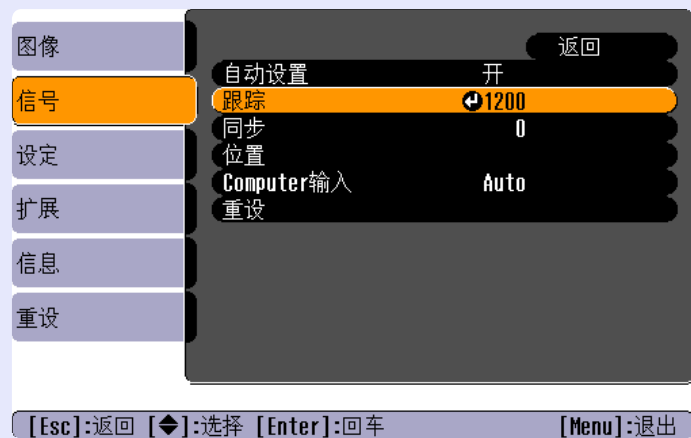 图像
信号
设定
扩展
信息
重设
返回
自动设置 开
跟踪 1200
同步 0
位置
Computer输入 Auto
重设
[Esc]:返回 [◆]:选择 [Enter]:回车 [Menu]:退出